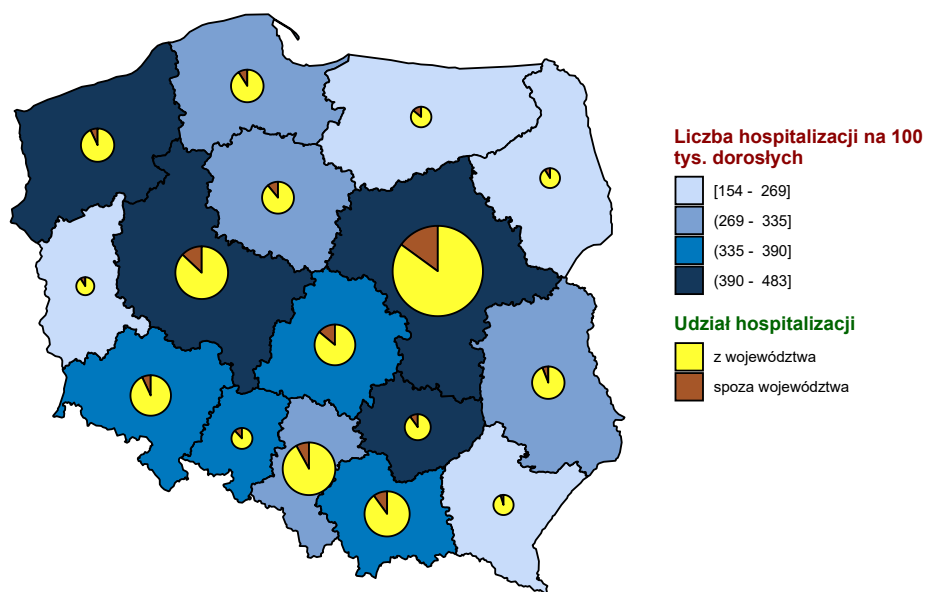 Liczba hospitalizacji na 100
tys. dorosłych
[154 - 269]
(269 - 335]
(335 - 390]
(390 - 483]
Udział hospitalizacji
z województwa
spoza województwa